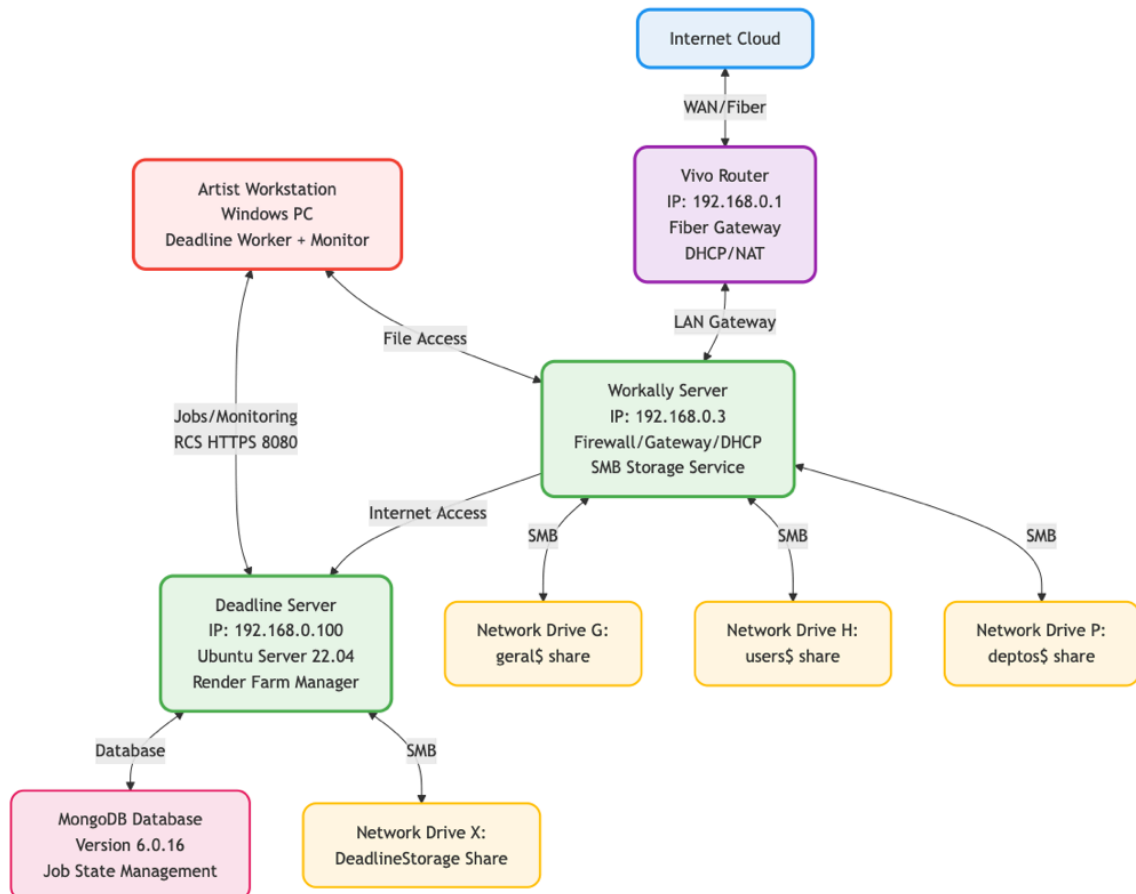 Internet Cloud
WAN/Fiber
Vivo Router
IP: 192.168.0.1
Fiber Gateway
DHCP/NAT
Artist Workstation
Windows PC
Deadline Worker + Monitor
LAN Gateway
File Access
Workally Server
IP: 192.168.0.3
Firewall/Gateway/DHCP
SMB Storage Service
Jobs/Monitoring
RCS HTTPS 8080
Internet Access
SMB
SMB
SMB
Deadline Server
IP: 192.168.0.100
Ubuntu Server 22.04
Render Farm Manager
Network Drive G:
geral$ share
Network Drive H:
users$ share
Network Drive P:
deptos$ share
Database
SMB
MongoDB Database
Version 6.0.16
Job State Management
Network Drive X:
DeadlineStorage Share